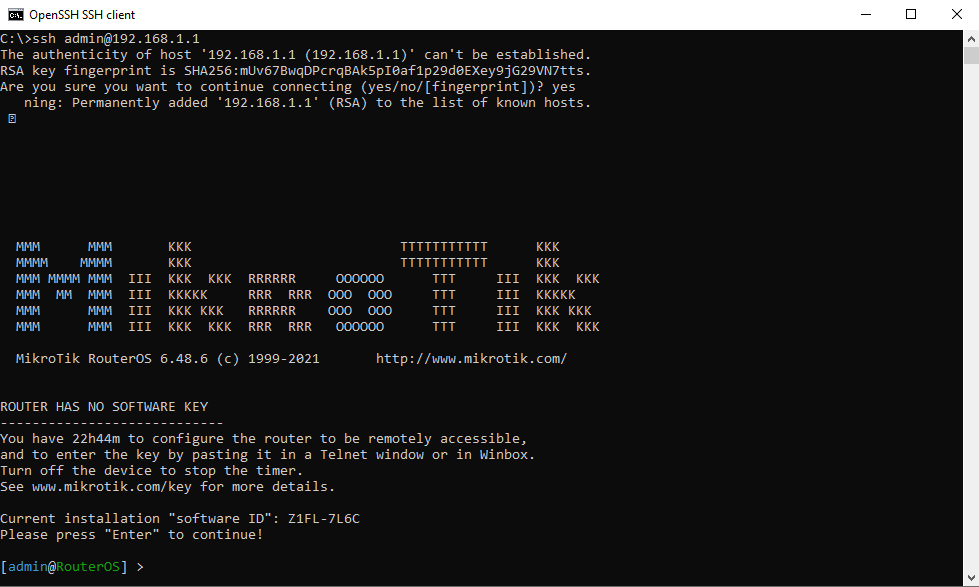 OpenSSH SSH client
C:\>ssh admin@192.168.1.1
The authenticity of host '192.168.1.1 (192.168.1.1)' can't be established.
RSA key fingerprint is SHA256:mUv67BwqDPcrqBAk5pI0af1p29d0EXey9jG29VN7tts.
Are you sure you want to continue connecting (yes/no/[fingerprint])? yes
ning: Permanently added '192.168.1.1' (RSA) to the list of known hosts.
MMM      MMM       KKK                          TTTTTTTTTTT      KKK
MMMM    MMMM       KKK                          TTTTTTTTTTT      KKK
MMM MMMM MMM  III  KKK  KKK  RRRRRR     OOOOOO      TTT     III  KKK  KKK
MMM  MM  MMM  III  KKKKK     RRR  RRR  OOO  OOO     TTT     III  KKKKK
MMM      MMM  III  KKK KKK   RRRRRR    OOO  OOO     TTT     III  KKK KKK
MMM      MMM  III  KKK  KKK  RRR  RRR   OOOOOO      TTT     III  KKK  KKK
MikroTik RouterOS 6.48.6 (c) 1999-2021       http://www.mikrotik.com/
ROUTER HAS NO SOFTWARE KEY
----------------------------
You have 22h44m to configure the router to be remotely accessible,
and to enter the key by pasting it in a Telnet window or in Winbox.
Turn off the device to stop the timer.
See www.mikrotik.com/key for more details.
Current installation "software ID": Z1FL-7L6C
Please press "Enter" to continue!
[admin@RouterOS] >